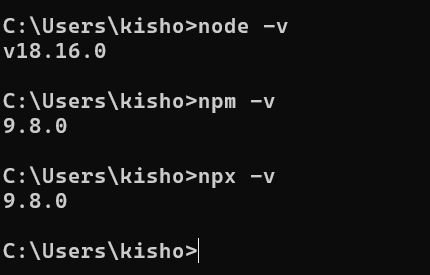 C:\Users\kisho>node -v
v18.16.0
C:\Users\kisho>npm -v
9.8.0
C:\Users\kisho>npx -v
9.8.0
C:\Users\kisho>